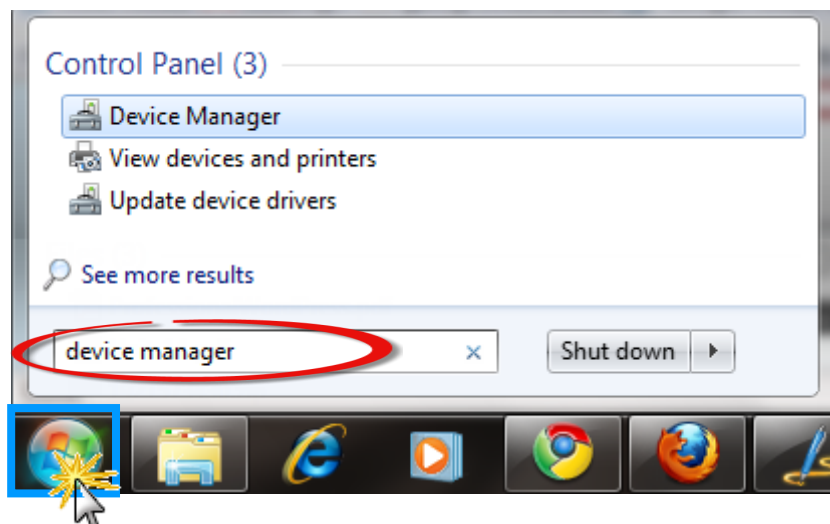 Control Panel (3)
Device Manager
View devices and printers
Update device drivers
See more results
device manager
Shut down